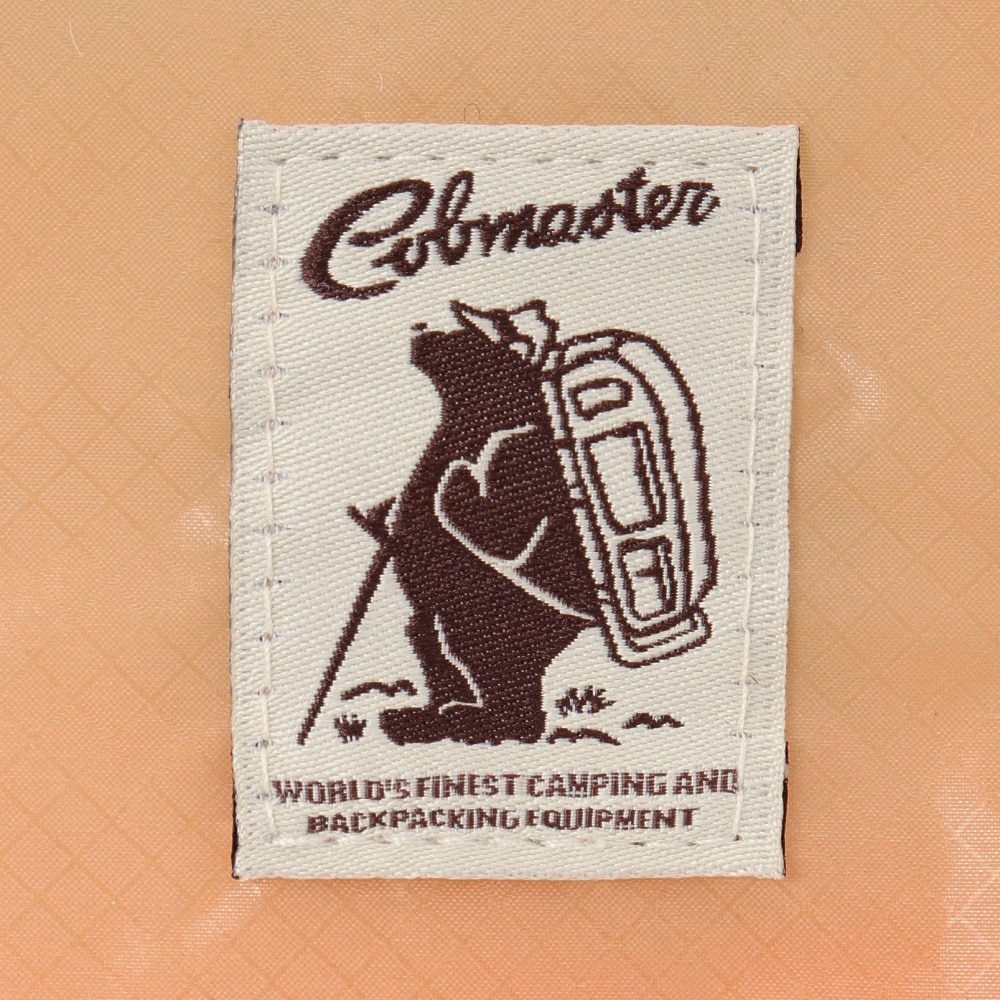 Cobmaster
WORLD'S FINEST CAMPING AND
BACKPACKING EQUIPMENT